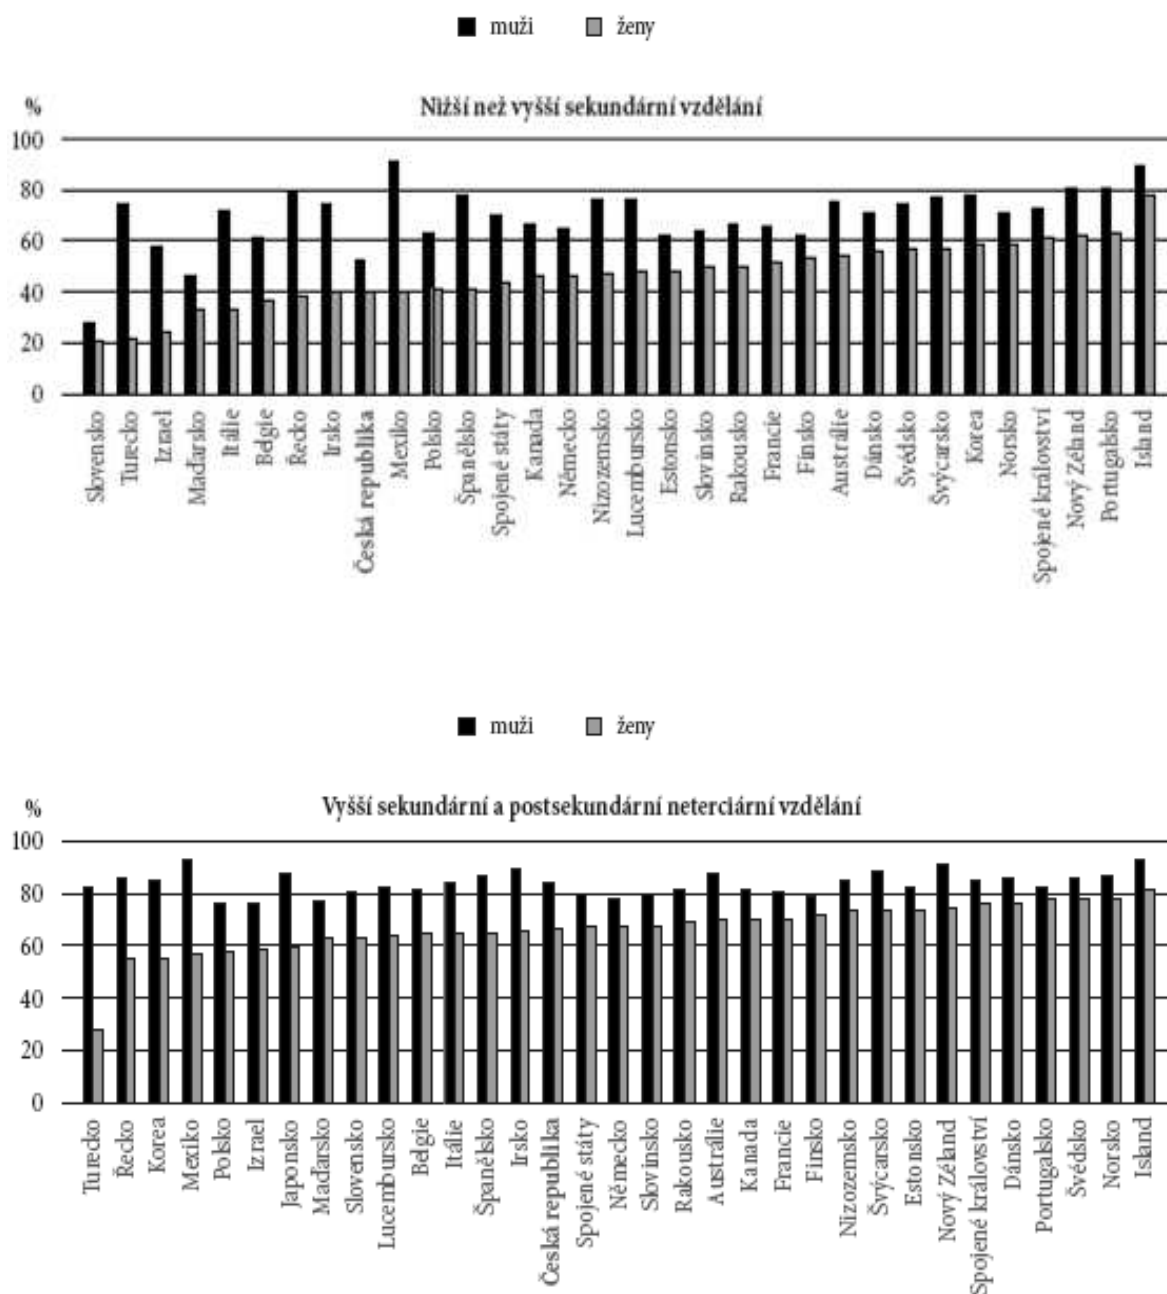 muži ženy
% Nižší než vyšší sekundární vzdělání
100
80
60
40
20
0
Slovensko
Turecko
Izrael
Maďarsko
Itálie
Belgie
Řecko
Irsko
Česká republika
Mexiko
Polsko
Španělsko
Spojené státy
Kanada
Německo
Nizozemsko
Lucembursko
Estonsko
Slovinsko
Rakousko
Francie
Finsko
Austrálie
Dánsko
Švédsko
Švýcarsko
Korea
Norsko
Spojené království
Nový Zéland
Portugalsko
Island
muži ženy
% Vyšší sekundární a postsekundární neterciární vzdělání
100
80
60
40
20
0
Turecko
Řecko
Korea
Mexiko
Polsko
Izrael
Japonsko
Maďarsko
Slovensko
Lucembursko
Belgie
Itálie
Španělsko
Irsko
Česká republika
Spojené státy
Německo
Slovinsko
Rakousko
Austrálie
Kanada
Francie
Finsko
Nizozemsko
Švýcarsko
Estonsko
Nový Zéland
Spojené království
Dánsko
Portugalsko
Švédsko
Norsko
Island